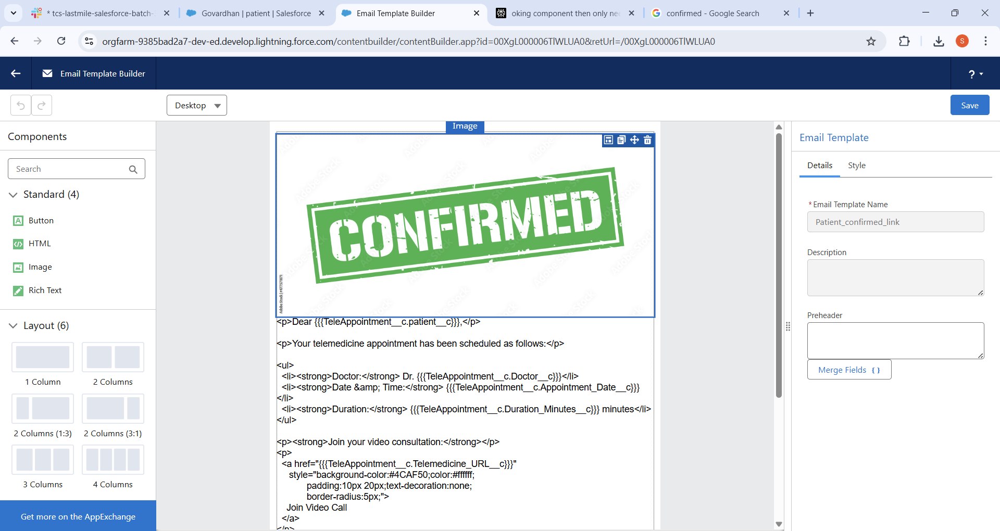 * tcs-lastmile-salesforce-batch-
Govardhan | patient | Salesforce
Email Template Builder
oking component then only nee
confirmed - Google Search
orgfarm-9385bad2a7-dev-ed.develop.lightning.force.com/contentbuilder/contentBuilder.app?id=00XgL000006TlWLUA0&retUrl=/00XgL000006TlWLUA0
S
Email Template Builder
?
Desktop
Save
Components
Search
Standard (4)
Button
HTML
Image
Rich Text
Layout (6)
1 Column
2 Columns
2 Columns (1:3)
2 Columns (3:1)
3 Columns
4 Columns
Get more on the AppExchange
Image
CONFIRMED
Adobe Stock | #477571871
<p>Dear {{{TeleAppointment__c.patient__c}}},</p>
<p>Your telemedicine appointment has been scheduled as follows:</p>
<ul>
<li><strong>Doctor:</strong> Dr. {{{TeleAppointment__c.Doctor__c}}}</li>
<li><strong>Date &amp; Time:</strong> {{{TeleAppointment__c.Appointment_Date__c}}}
</li>
<li><strong>Duration:</strong> {{{TeleAppointment__c.Duration_Minutes__c}}} minutes</li>
</ul>
<p><strong>Join your video consultation:</strong></p>
<p>
<a href="{{{TeleAppointment__c.Telemedicine_URL__c}}}"
style="background-color:#4CAF50;color:#ffffff;
padding:10px 20px;text-decoration:none;
border-radius:5px;">
Join Video Call
</a>
</p>
Email Template
Details
Style
* Email Template Name
Patient_confirmed_link
Description
Preheader
Merge Fields { }